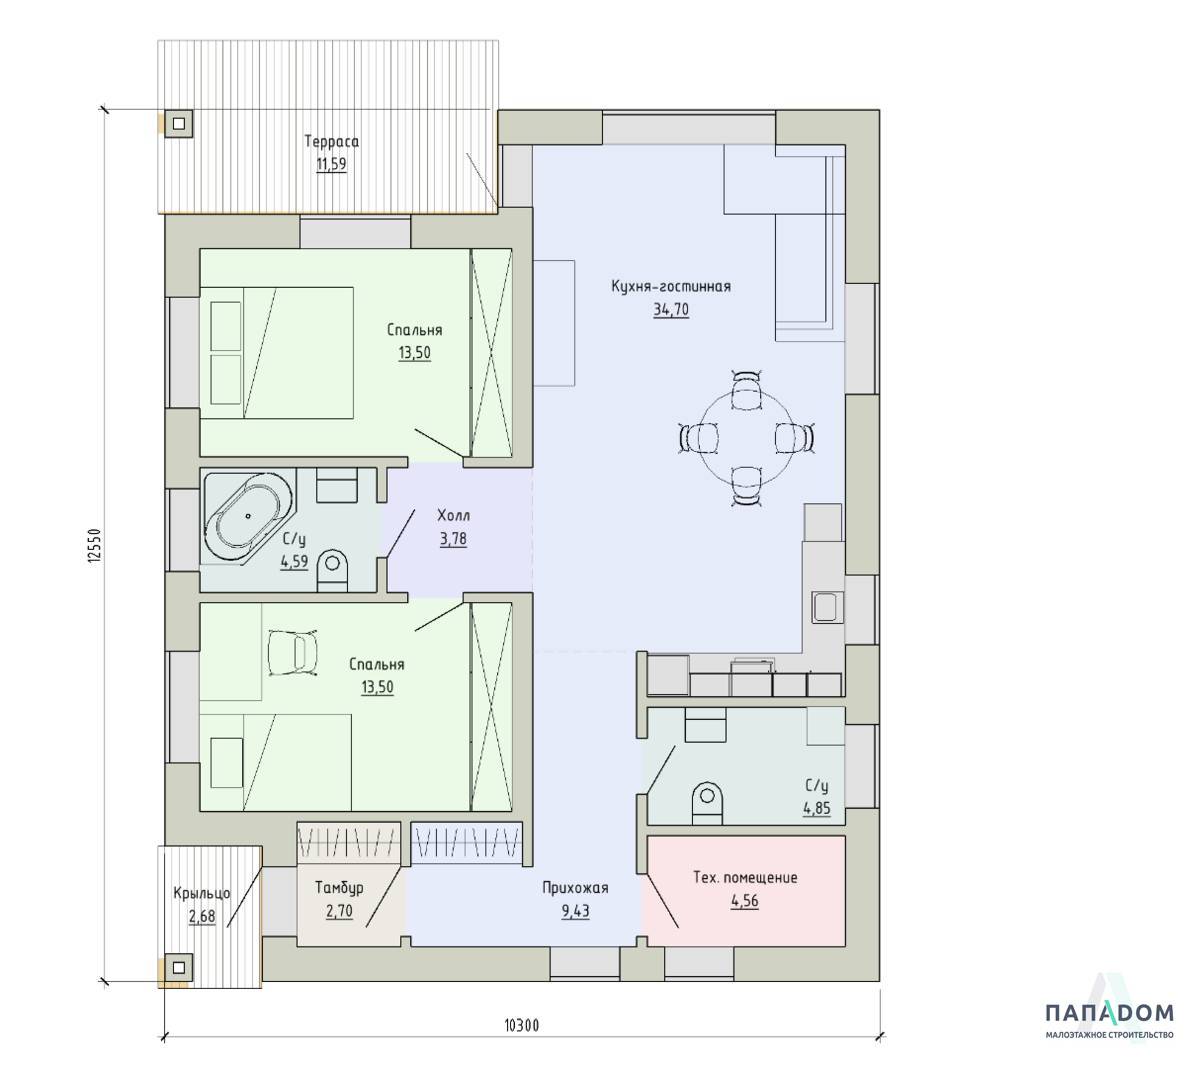 Терраса
11,59
Кухня-гостинная
34,70
Спальня
13,50
Холл
3,78
С/у
4,59
12550
Спальня
13,50
С/у
4,85
Тех. помещение
4,56
Тамбур
2,70
Прихожая
9,43
Крыльцо
2,68
10300
ПАПАDОМ
МАЛОЭТАЖНОЕ СТРОИТЕЛЬСТВО